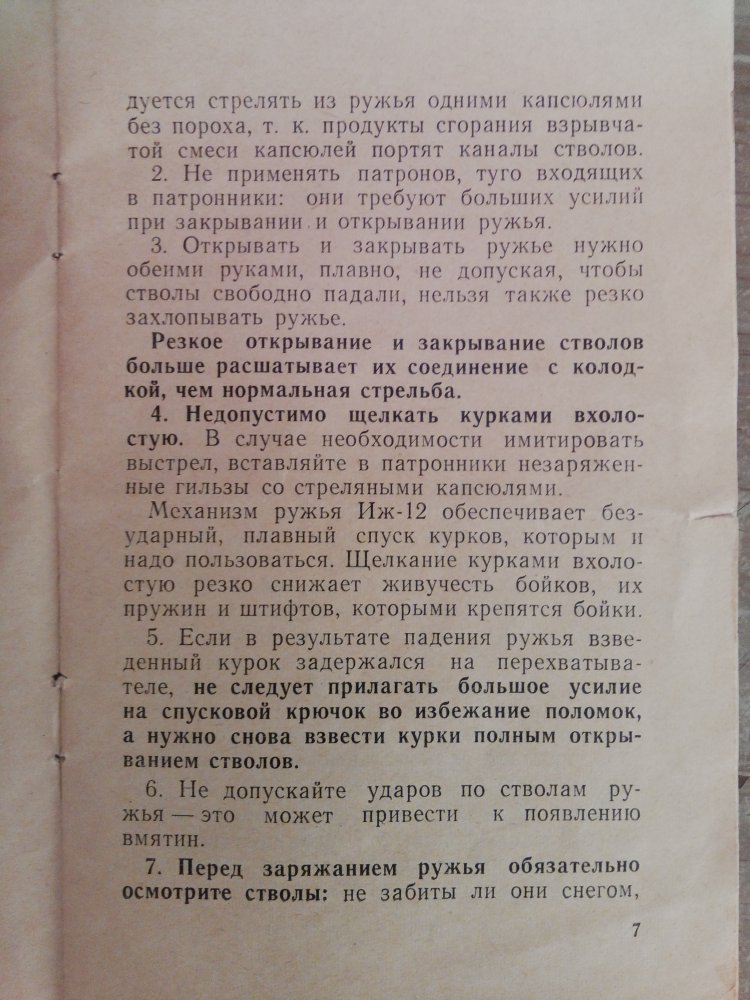 дуется стрелять из ружья одними капсюлями
без пороха, т. к. продукты сгорания взрывча-
той смеси капсюлей портят каналы стволов.
2. Не применять патронов, туго входящих
в патронники: они требуют больших усилий
при закрывании и открывании ружья.
3. Открывать и закрывать ружье нужно
обеими руками, плавно, не допуская, чтобы
стволы свободно падали, нельзя также резко
захлопывать ружье.
Резкое открывание и закрывание стволов
больше расшатывает их соединение с колод-
кой, чем нормальная стрельба.
4. Недопустимо щелкать курками вхоло-
стую. В случае необходимости имитировать
выстрел, вставляйте в патронники незаряжен-
ные гильзы со стреляными капсюлями.
Механизм ружья Иж-12 обеспечивает без-
ударный, плавный спуск курков, которым и
надо пользоваться. Щелкание курками вхоло-
стую резко снижает живучесть бойков, их
пружин и штифтов, которыми крепятся бойки.
5. Если в результате падения ружья взве-
денный курок задержался на перехватыва-
теле, не следует прилагать большое усилие
на спусковой крючок во избежание поломок,
а нужно снова взвести курки полным откры-
ванием стволов.
6. Не допускайте ударов по стволам ру-
жья — это может привести к появлению
вмятин.
7. Перед заряжанием ружья обязательно
осмотрите стволы: не забиты ли они снегом,
7